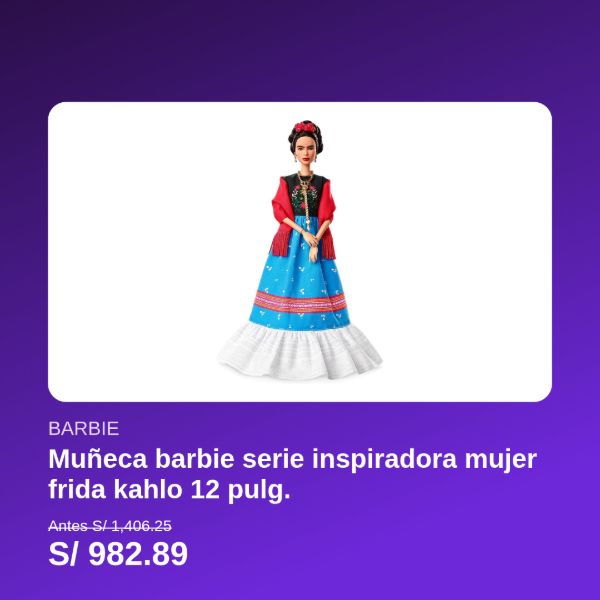 BARBIE
Muñeca barbie serie inspiradora mujer
frida kahlo 12 pulg.
Antes S/ 1,406.25
S/ 982.89